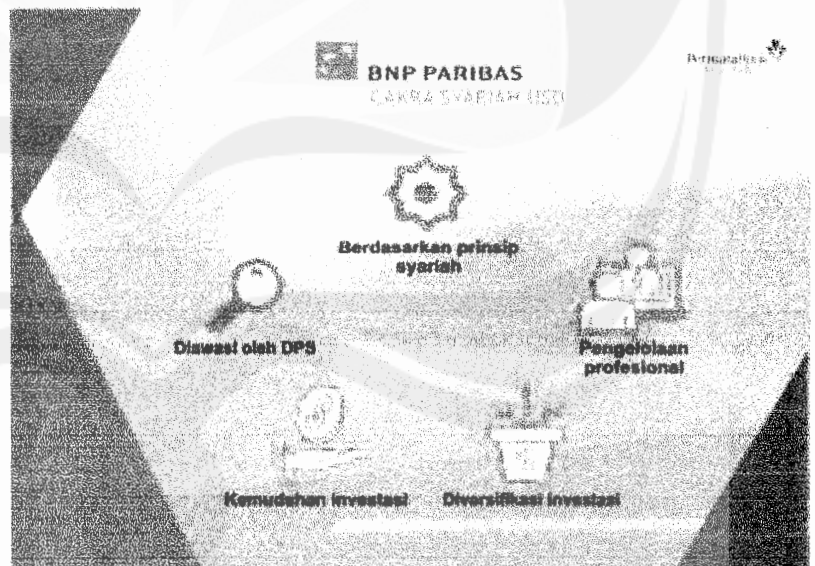 BNP PARIBAS
CAKRA SYARIAH USD
Berdasarkan prinsip
syariah
Diawasi oleh DPS
Pengelolaan
profesional
Kemudahan investasi
Diversifikasi investasi